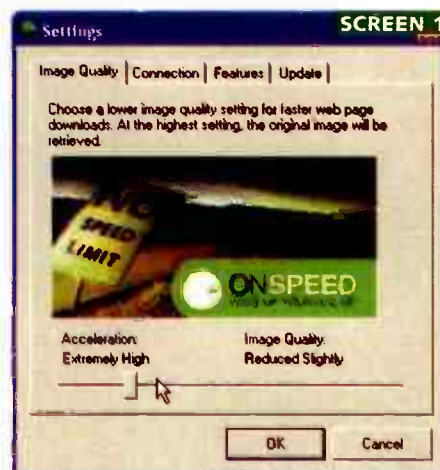 Settings
SCREEN 1
Image Quality
Connection
Features
Update
Choose a lower image quality setting for faster web page
downloads. At the highest setting, the original image will be
retrieved.
SPEED
LIMIT
ONSPEED
Acceleration:
Extremely High
Image Quality:
Reduced Slightly
OK
Cancel